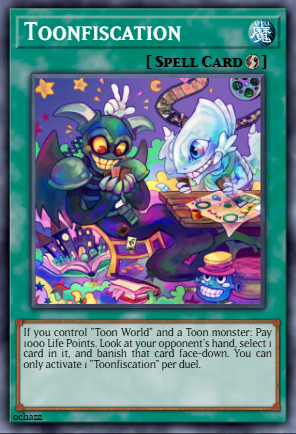 Toonfiscation
魔
[ Spell Card ]
If you control "Toon World" and a Toon monster: Pay
1000 Life Points. Look at your opponent's hand, select 1
card in it, and banish that card face-down. You can
only activate 1 "Toonfiscation" per duel.
ochazz